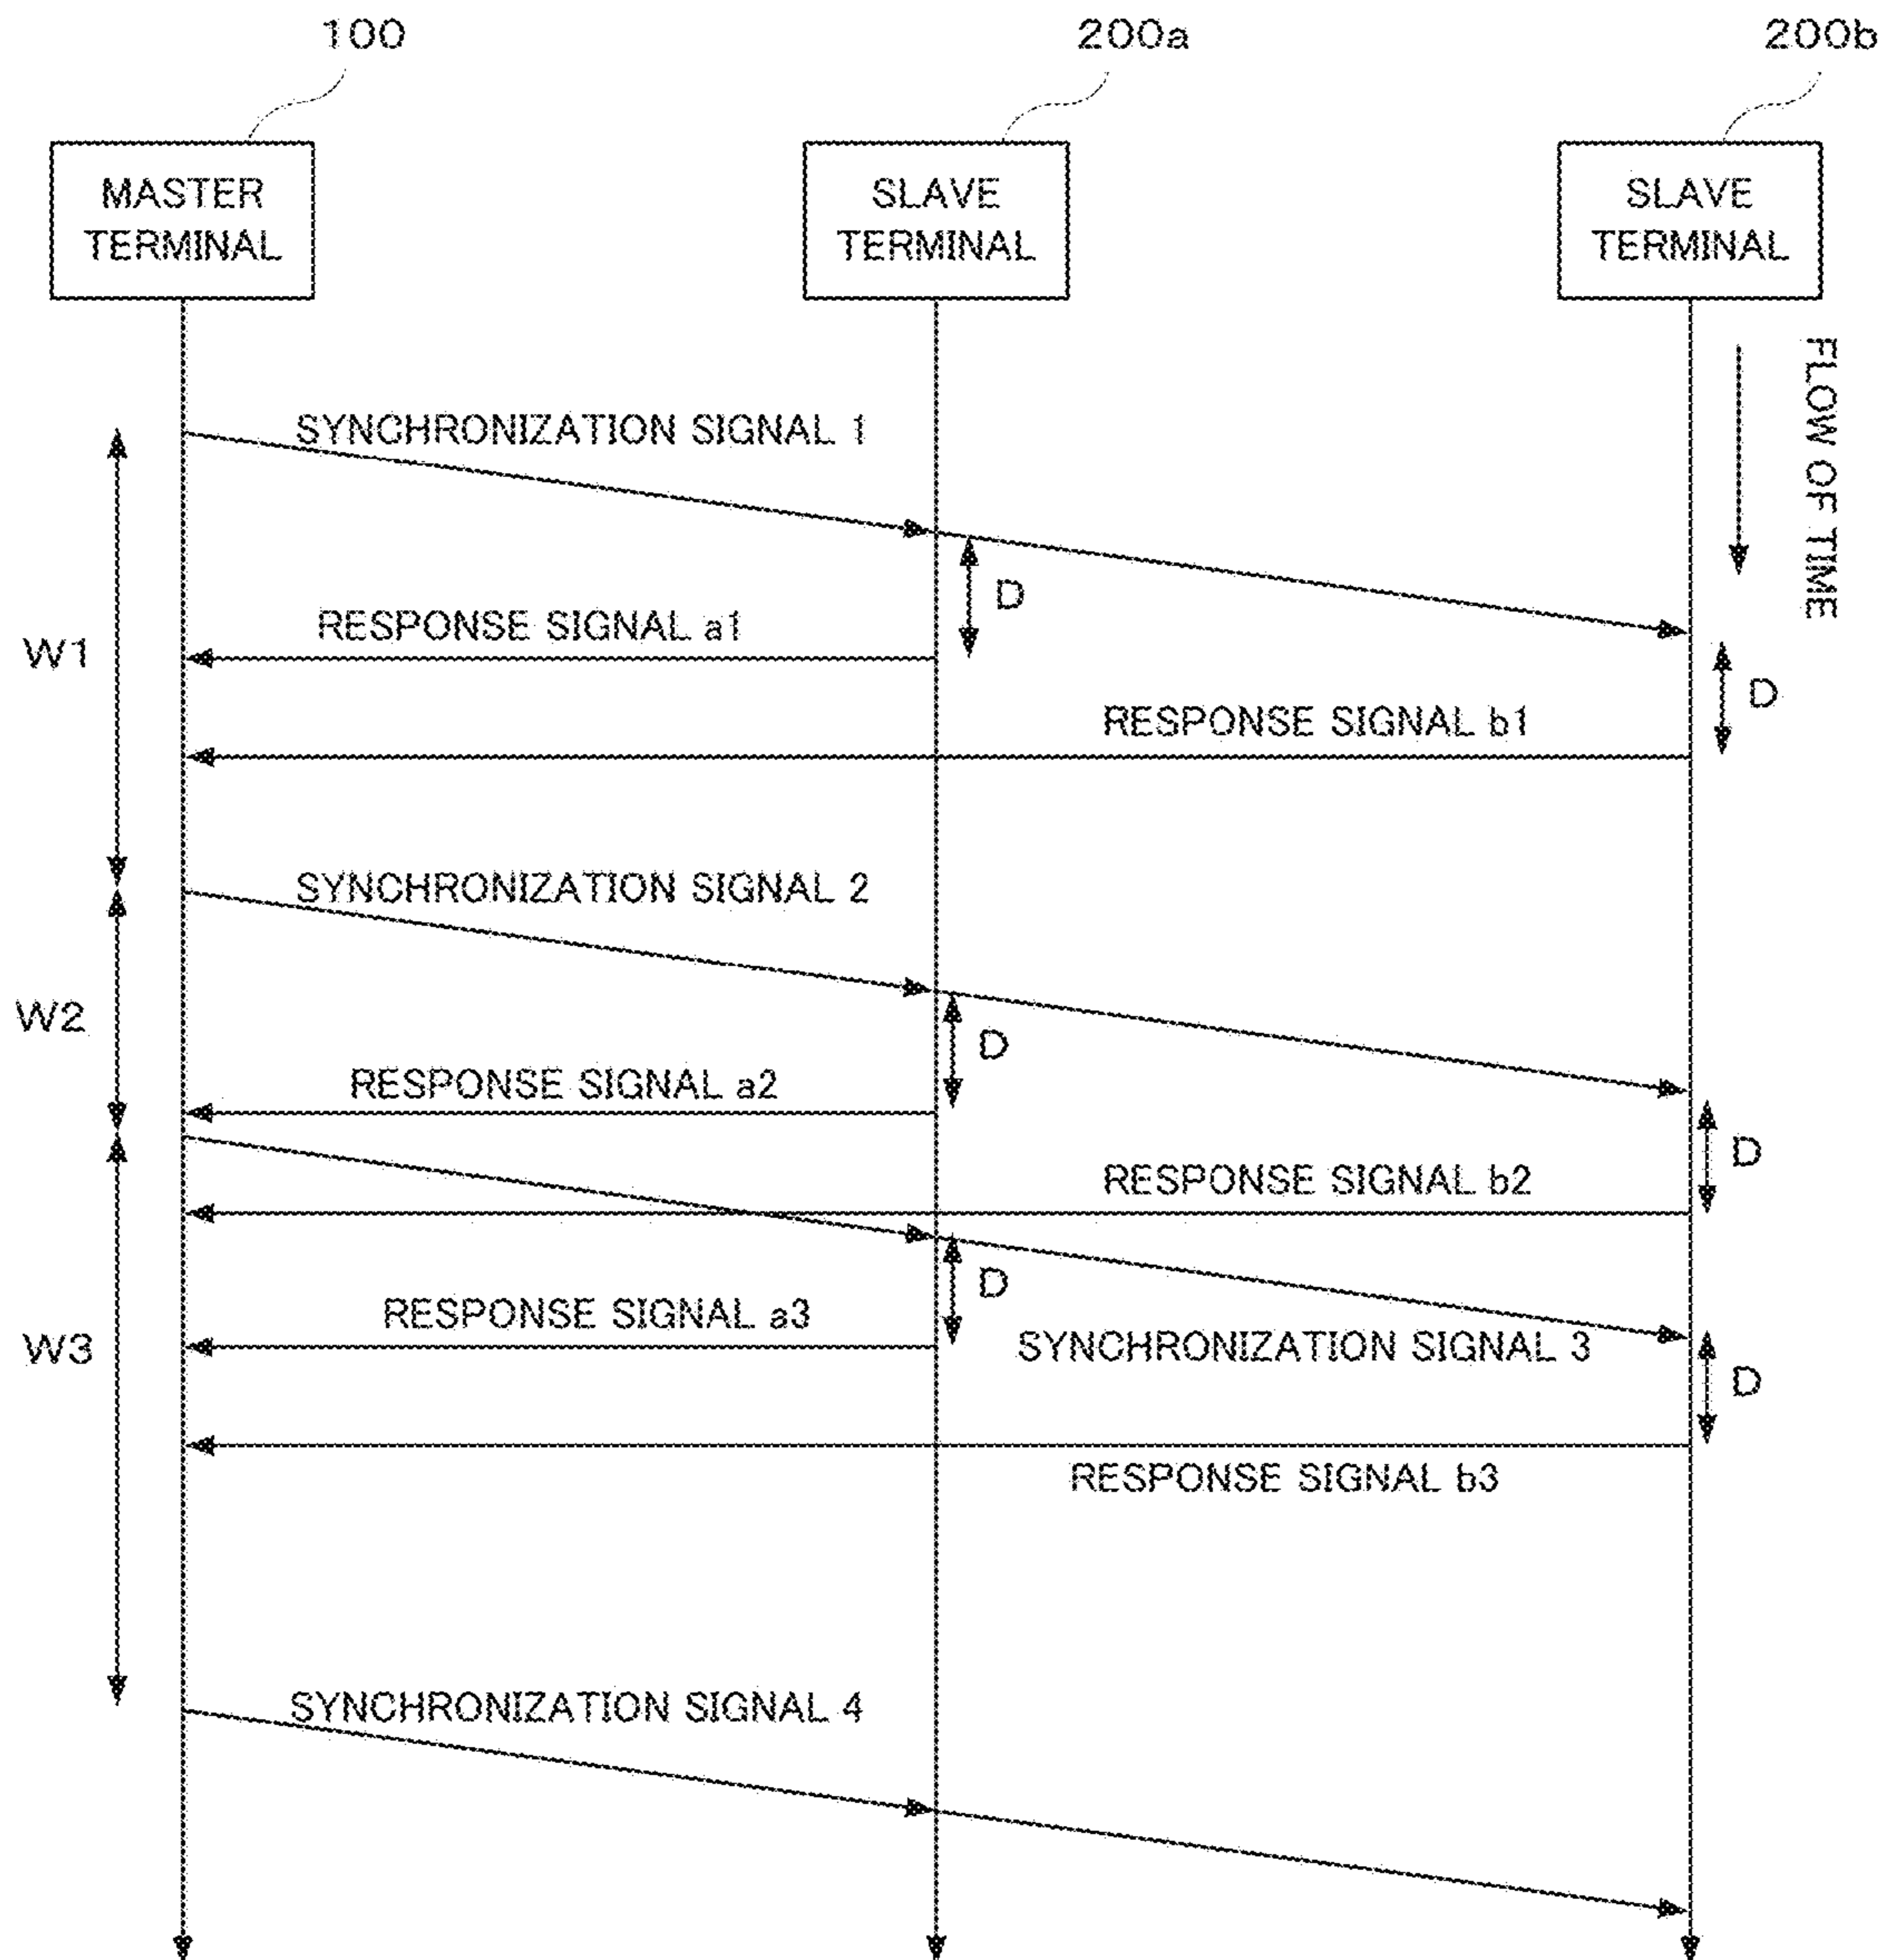 100
200a
200b
MASTER
TERMINAL
SLAVE
TERMINAL
SLAVE
TERMINAL
FLOW OF TIME
SYNCHRONIZATION SIGNAL 1
D
RESPONSE SIGNAL a1
W1
D
RESPONSE SIGNAL b1
SYNCHRONIZATION SIGNAL 2
W2
D
RESPONSE SIGNAL a2
D
RESPONSE SIGNAL b2
D
RESPONSE SIGNAL a3
W3
SYNCHRONIZATION SIGNAL 3
D
RESPONSE SIGNAL b3
SYNCHRONIZATION SIGNAL 4